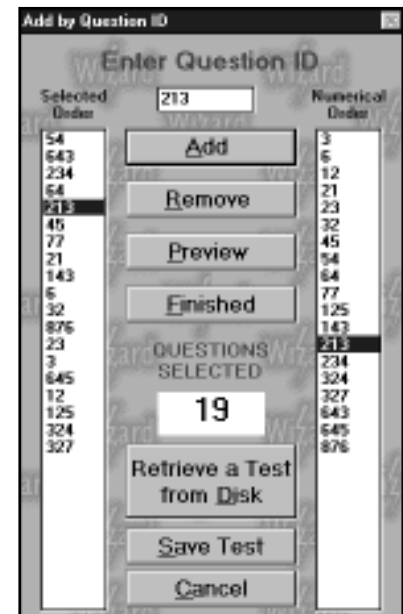 Add by Question ID
Enter Question ID
Selected
Order
213
Numerical
Order
54
643
234
64
213
45
77
21
143
6
32
876
23
3
645
12
125
324
327
Add
Remove
Preview
Finished
QUESTIONS
SELECTED
19
Retrieve a Test
from Disk
Save Test
Cancel
3
6
12
21
23
32
45
54
64
77
125
143
213
234
324
327
643
645
876